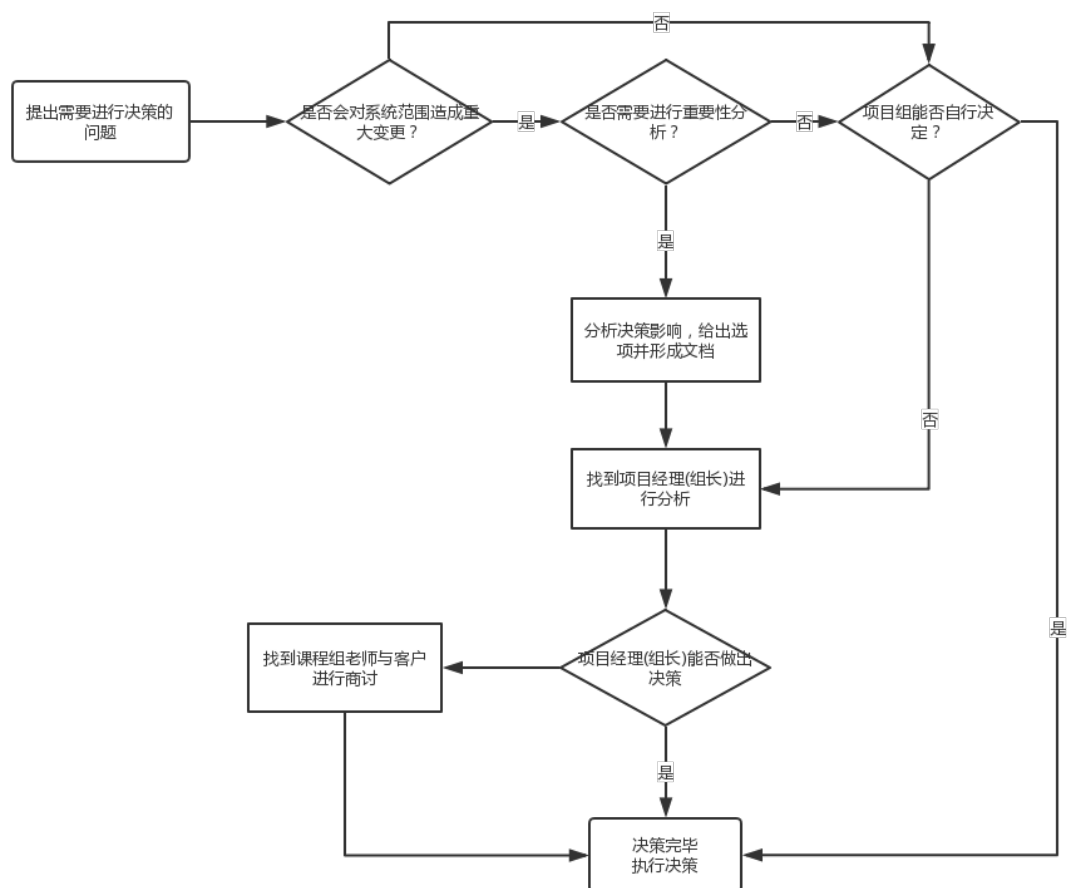 否
提出需要进行决策的
问题
是否会对系统范围造成重
大变更？
是
是否需要进行重要性分
析？
否
项目组能否自行决
定？
是
分析决策影响，给出选
项并形成文档
否
找到项目经理(组长)进
行分析
是
找到课程组老师与客户
进行商讨
项目经理(组长)能否做出
决策
是
决策完毕
执行决策